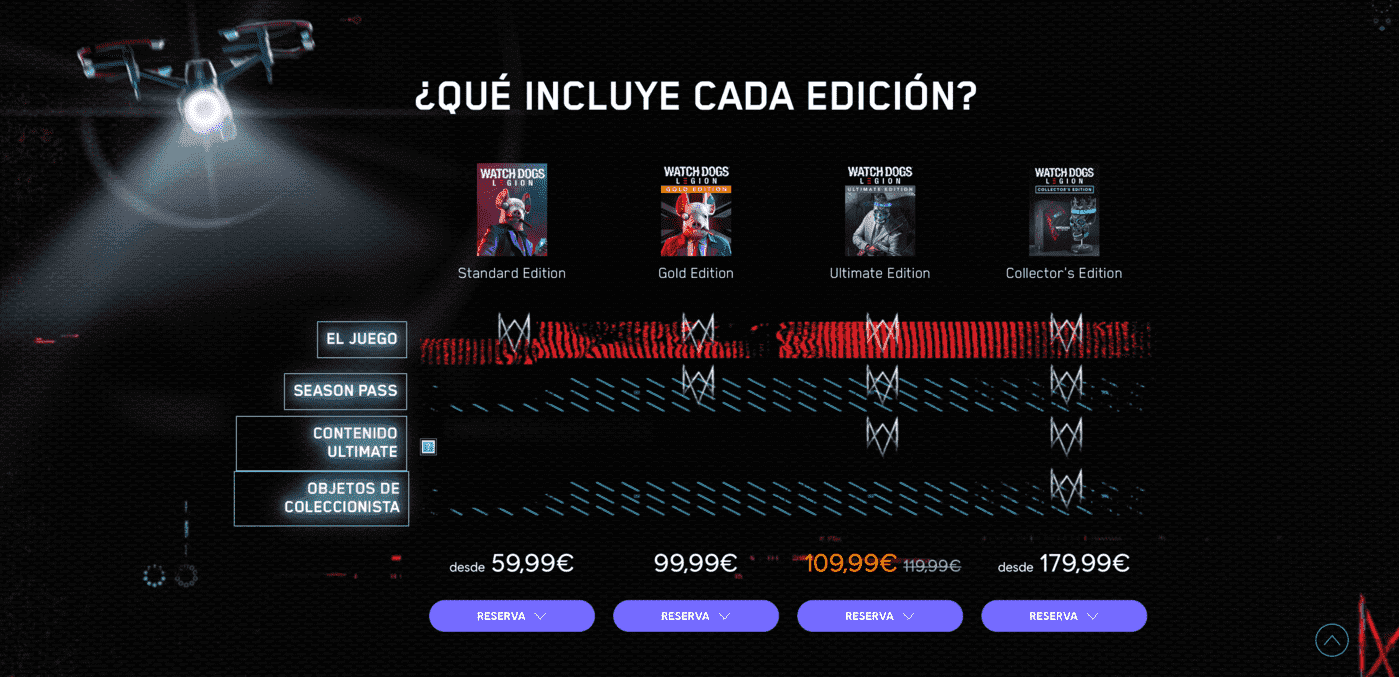 ¿QUÉ INCLUYE CADA EDICIÓN?
WATCH DOGS
LEGION
WATCH DOGS
LEGION
GOLD EDITION
WATCH DOGS
LEGION
ULTIMATE EDITION
WATCH DOGS
LEGION
COLLECTOR'S EDITION
Standard Edition
Gold Edition
Ultimate Edition
Collector's Edition
EL JUEGO
SEASON PASS
CONTENIDO
ULTIMATE
?
OBJETOS DE
COLECCIONISTA
desde 59,99€
99,99€
109,99€ 119,99€
desde 179,99€
RESERVA
RESERVA
RESERVA
RESERVA